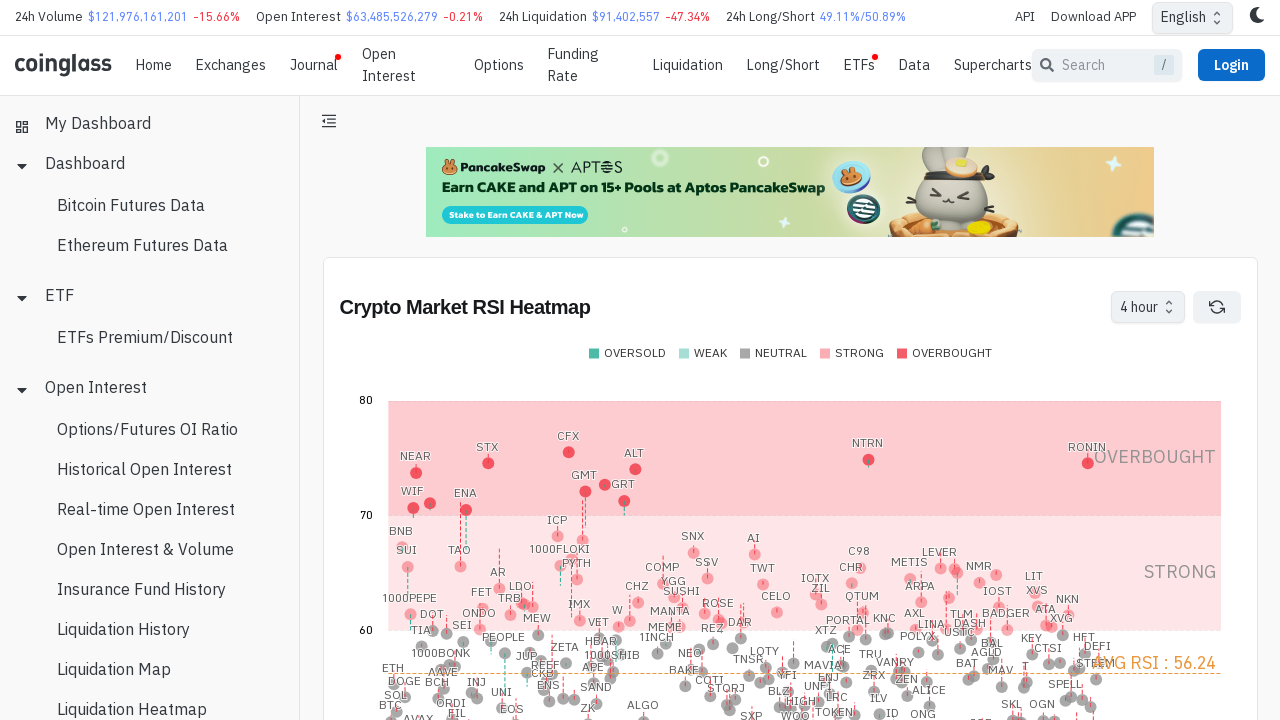 24h Volume $121,976,161,201 -15.66% Open Interest $63,485,526,279 -0.21% 24h Liquidation $91,402,557 -47.34% 24h Long/Short 49.11%/50.89% API Download APP English
coinglass Home Exchanges Journal Open Interest Options Funding Rate Liquidation Long/Short ETFs Data Supercharts Search / Login
My Dashboard
Dashboard
Bitcoin Futures Data
Ethereum Futures Data
ETF
ETFs Premium/Discount
Open Interest
Options/Futures OI Ratio
Historical Open Interest
Real-time Open Interest
Open Interest & Volume
Insurance Fund History
Liquidation History
Liquidation Map
Liquidation Heatmap
PancakeSwap × APTOS
Earn CAKE and APT on 15+ Pools at Aptos PancakeSwap
Stake to Earn CAKE & APT Now
Crypto Market RSI Heatmap
4 hour
OVERSOLD WEAK NEUTRAL STRONG OVERBOUGHT
80
CFX
STX NTRN RONIN
NEAR ALT OVERBOUGHT
GMT
GRT
WIF ENA
70
ICP
BNB
SNX AI
SUI TAO 1000FLOKI C98 LEVER
PYTH SSV METIS
COMP TWT CHR NMR
AR STRONG
YGG IOTX LIT
FET LDO CHZ SUSHI ZIL ARPA IOST XVS
1000PEPE TRB CELO QTUM NKN
IMX W MANTA ROSE ATA
DOT ONDO MEW VET PORTAL KNC AXL TLM BADGER XVG
TIA SEI MEME REZ DAR XTZ LINA DASH
60
PEOPLE HBAR 1INCH POLYX USTC KEY HFT
1000BONK JUP ZETA 1000SHIB NEO LOTY ACE TRU BAL CTSI DEFI
ETH AAVE REEF APE BAKE TNSR MAVIA VANRY BAT AGLD STEEM
AVG RSI : 56.24
DOGE BCH INJ CKB COTI YFI ENJ ZRX ZEN MAV T
SOL UNI ENS SAND STORJ BLZ UNFI ALICE SPELL
BTC ORDI EOS ZK ALGO HIGH TRC TLV SKL OGN
AVAX FIL SXP WOO TOKEN ID ONG